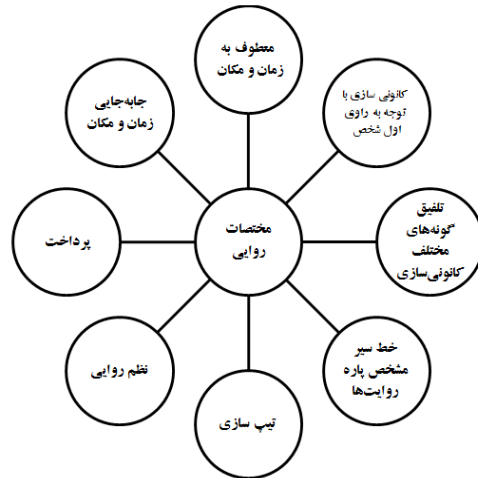 معطوف به
زمان و مکان
کانونی سازی با
توجه به راوی
اول شخص
تلفیق
گونه‌های
مختلف
کانونی‌سازی
خط سیر
مشخص پاره
روایت‌ها
تیپ سازی
نظم روایی
پرداخت
جابه‌جایی
زمان و مکان
مختصات
روایی